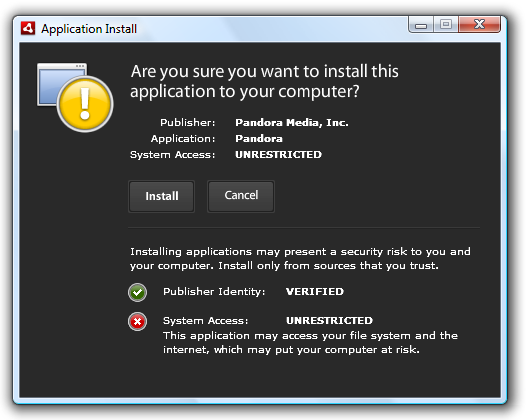 Application Install
Are you sure you want to install this
application to your computer?
Publisher: Pandora Media, Inc.
Application: Pandora
System Access: UNRESTRICTED
Install Cancel
Installing applications may present a security risk to you and
your computer. Install only from sources that you trust.
Publisher Identity: VERIFIED
System Access: UNRESTRICTED
This application may access your file system and the
internet, which may put your computer at risk.